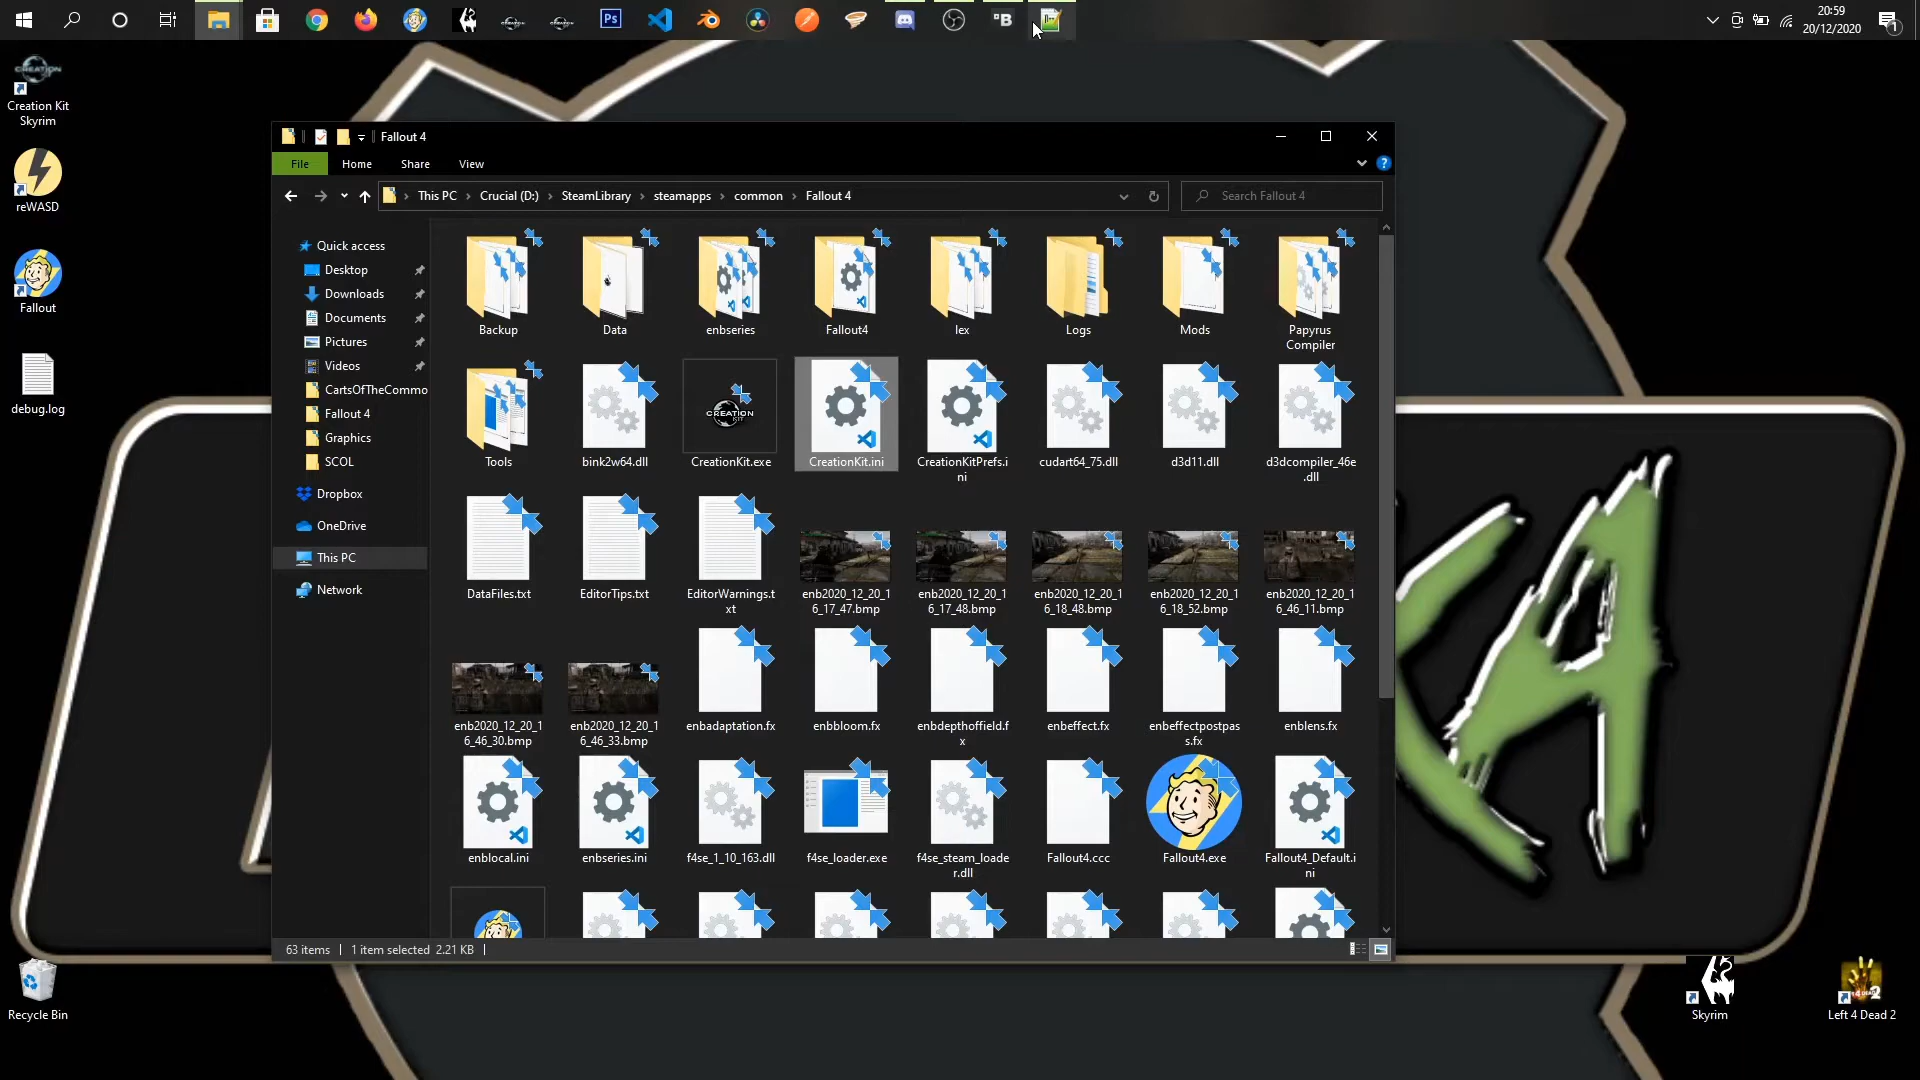 20:59
20/12/2020
1
Ps
B
Creation Kit
Skyrim
reWASD
Fallout
debug.log
Recycle Bin
Skyrim
Left 4 Dead 2
Fallout 4
File Home Share View
This PC > Crucial (D:) > SteamLibrary > steamapps > common > Fallout 4
Search Fallout 4
Quick access
Desktop
Downloads
Documents
Pictures
Videos
CartsOfTheCommo
Fallout 4
Graphics
SCOL
Dropbox
OneDrive
This PC
Network
Backup Data enbseries Fallout4 lex Logs Mods Papyrus
Compiler
CREATION
Tools bink2w64.dll CreationKit.exe CreationKit.ini CreationKitPrefs.i cudart64_75.dll d3d11.dll d3dcompiler_46e
ni .dll
DataFiles.txt EditorTips.txt EditorWarnings.t enb2020_12_20_1 enb2020_12_20_1 enb2020_12_20_1 enb2020_12_20_1 enb2020_12_20_1
xt 6_17_47.bmp 6_17_48.bmp 6_18_48.bmp 6_18_52.bmp 6_46_11.bmp
enb2020_12_20_1 enb2020_12_20_1 enbadaptation.fx enbbloom.fx enbdepthoffield.f enbeffect.fx enbeffectpostpas enblens.fx
6_46_30.bmp 6_46_33.bmp x s.fx
enblocal.ini enbseries.ini f4se_1_10_163.dll f4se_loader.exe f4se_steam_loade Fallout4.ccc Fallout4.exe Fallout4_Default.i
r.dll ni
63 items 1 item selected 2.21 KB